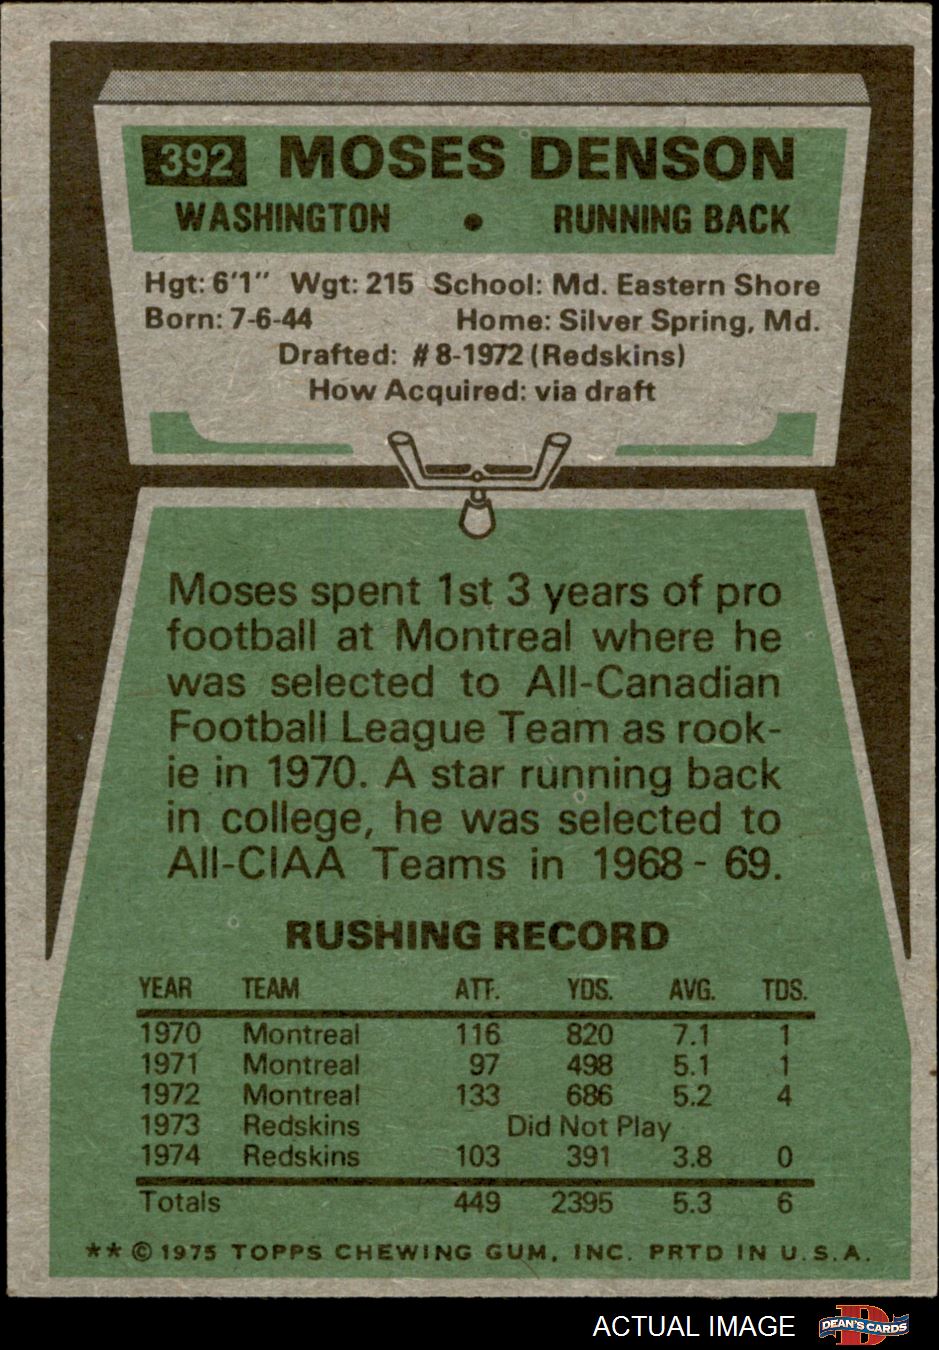 392 MOSES DENSON
WASHINGTON • RUNNING BACK
Hgt: 6'1" Wgt: 215 School: Md. Eastern Shore
Born: 7-6-44 Home: Silver Spring, Md.
Drafted: #8-1972 (Redskins)
How Acquired: via draft
Moses spent 1st 3 years of pro
football at Montreal where he
was selected to All-Canadian
Football League Team as rook-
ie in 1970. A star running back
in college, he was selected to
All-CIAA Teams in 1968 - 69.
RUSHING RECORD
YEAR TEAM ATT. YDS. AVG. TDS.
1970 Montreal 116 820 7.1 1
1971 Montreal 97 498 5.1 1
1972 Montreal 133 686 5.2 4
1973 Redskins Did Not Play
1974 Redskins 103 391 3.8 0
Totals 449 2395 5.3 6
** © 1975 TOPPS CHEWING GUM, INC. PRTD IN U.S.A.
ACTUAL IMAGE D DEAN'S CARDS